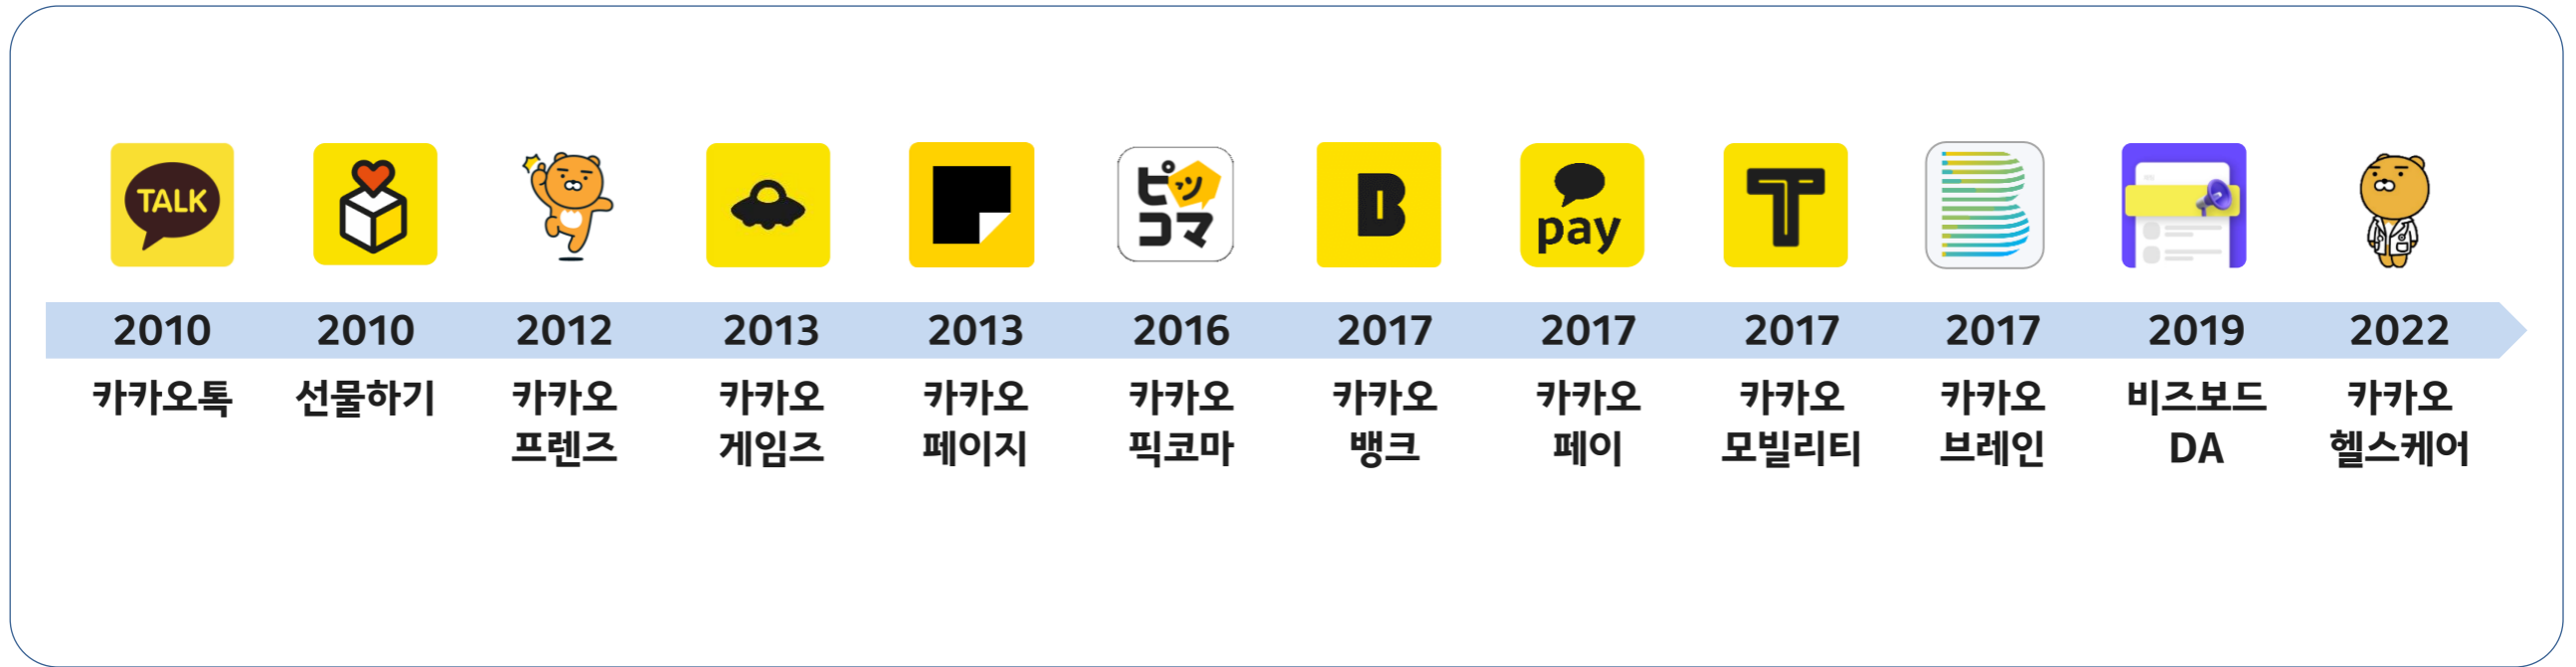 TALK
ピッコマ
B
pay
T
B
2010 2010 2012 2013 2013 2016 2017 2017 2017 2017 2019 2022
카카오톡 선물하기 카카오 카카오 카카오 카카오 카카오 카카오 카카오 카카오 비즈보드 카카오
프렌즈 게임즈 페이지 픽코마 뱅크 페이 모빌리티 브레인 DA 헬스케어